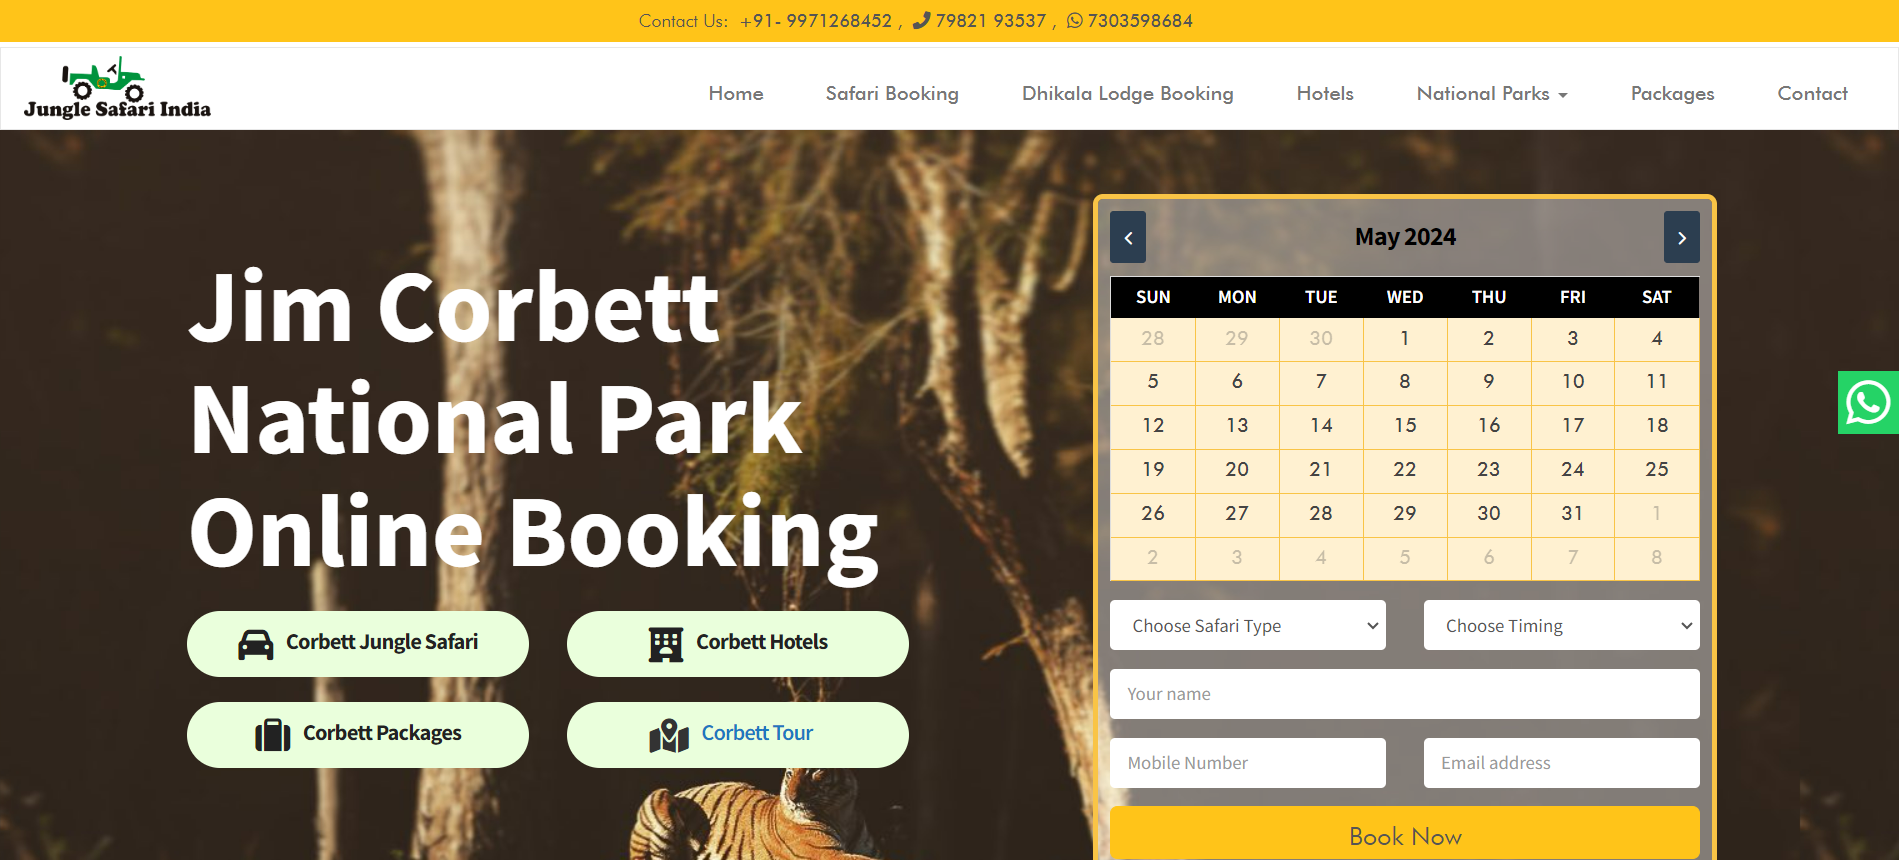 Contact Us: +91- 9971268452 , 79821 93537 , 7303598684
Jungle Safari India
Home Safari Booking Dhikala Lodge Booking Hotels National Parks Packages Contact
Jim Corbett
National Park
Online Booking
Corbett Jungle Safari Corbett Hotels
Corbett Packages Corbett Tour
May 2024
SUN MON TUE WED THU FRI SAT
28 29 30 1 2 3 4
5 6 7 8 9 10 11
12 13 14 15 16 17 18
19 20 21 22 23 24 25
26 27 28 29 30 31 1
2 3 4 5 6 7 8
Choose Safari Type Choose Timing
Your name
Mobile Number Email address
Book Now